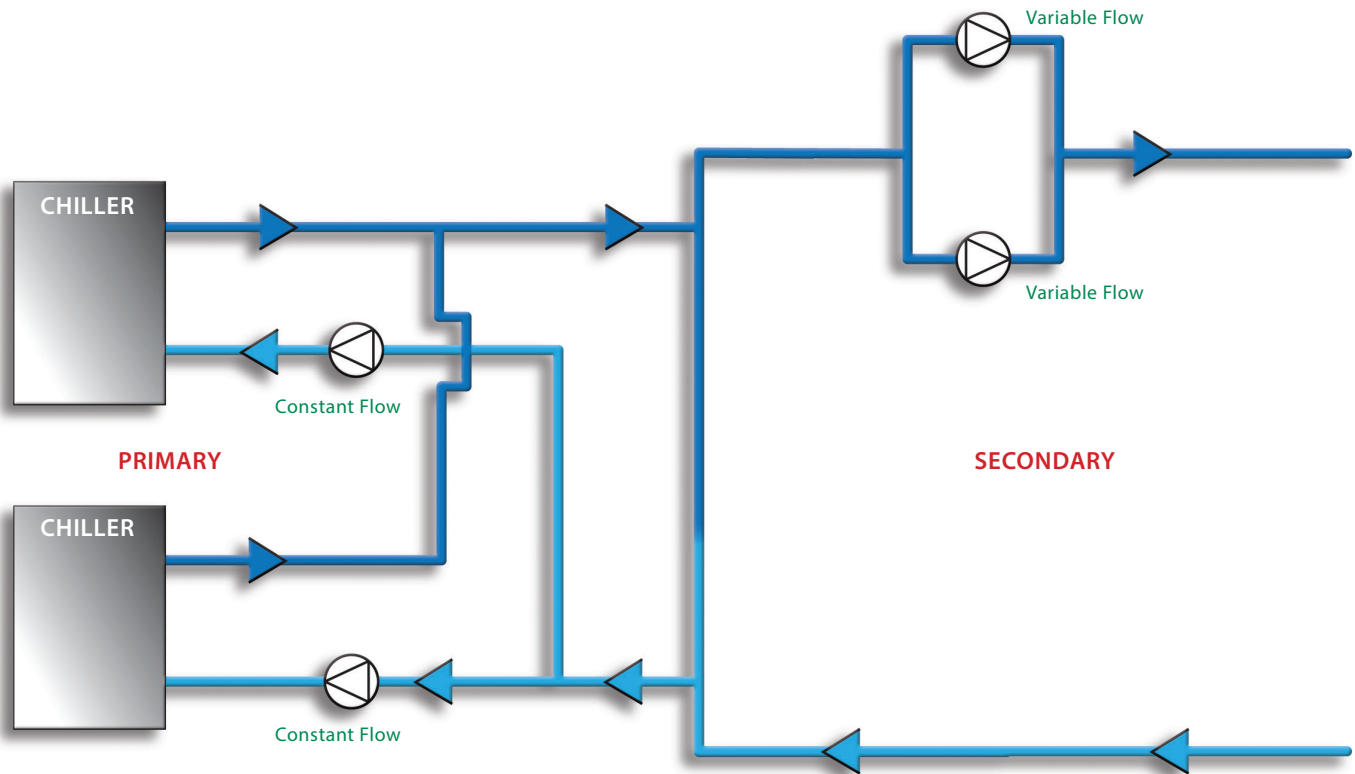 Variable Flow
CHILLER
Variable Flow
Constant Flow
PRIMARY
SECONDARY
CHILLER
Constant Flow